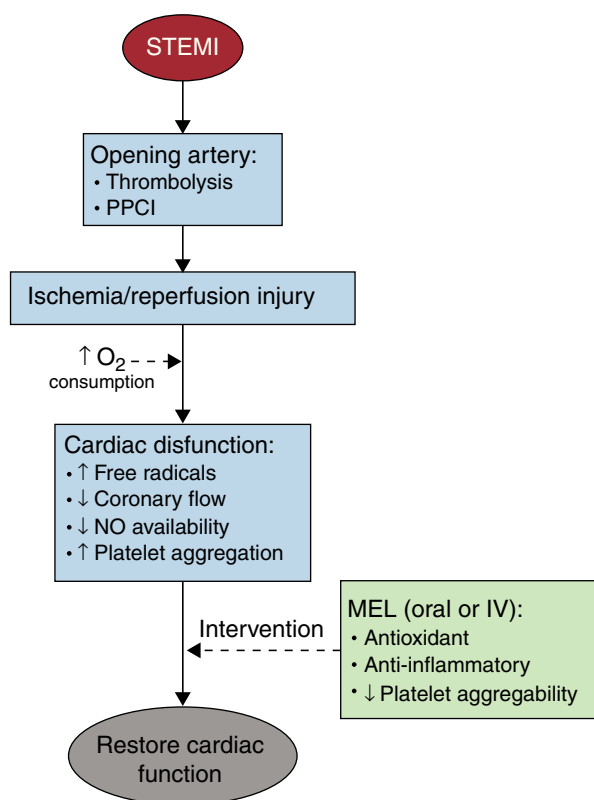 STEMI
Opening artery:
• Thrombolysis
• PPCI
Ischemia/reperfusion injury
↑ O₂
consumption
Cardiac disfunction:
• ↑ Free radicals
• ↓ Coronary flow
• ↓ NO availability
• ↑ Platelet aggregation
Intervention
MEL (oral or IV):
• Antioxidant
• Anti-inflammatory
• ↓ Platelet aggregability
Restore cardiac
function